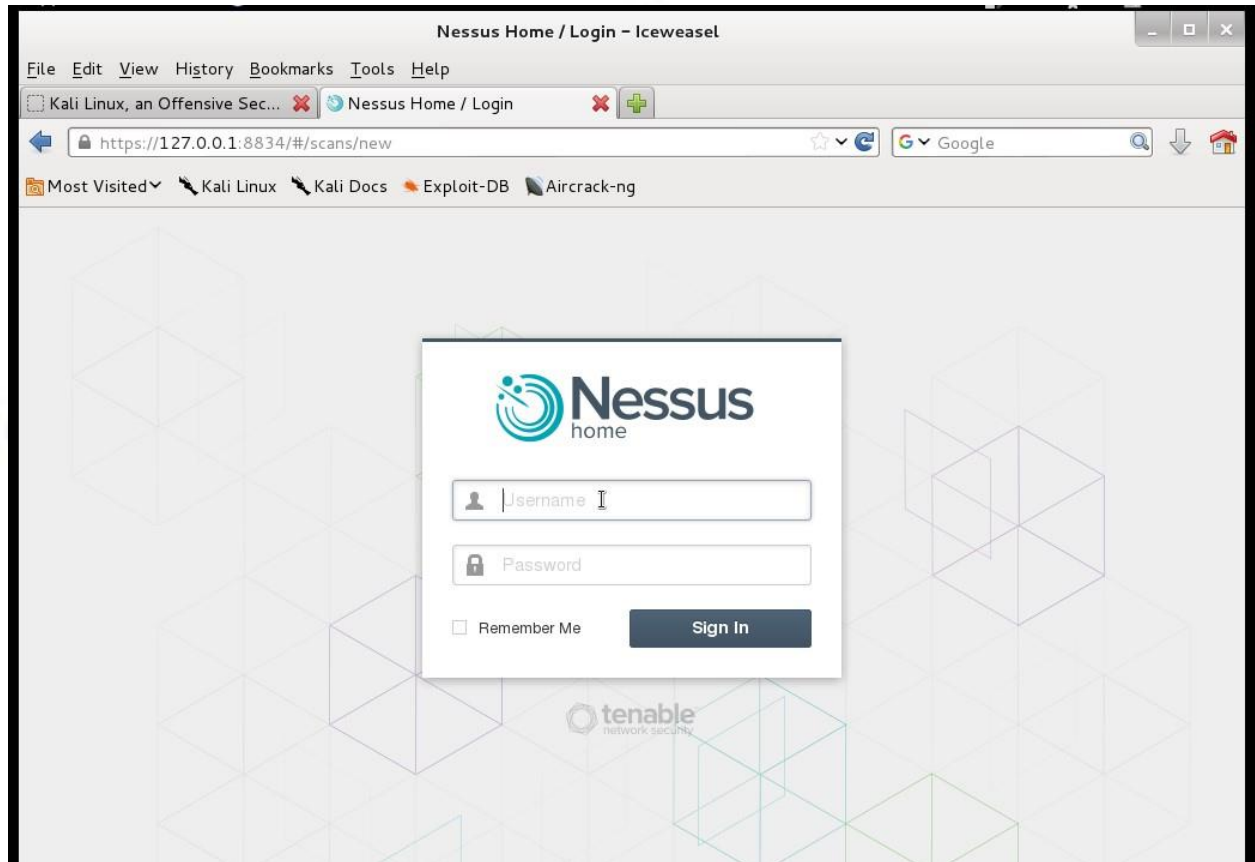 Nessus Home / Login – Iceweasel
File Edit View History Bookmarks Tools Help
Kali Linux, an Offensive Sec...
Nessus Home / Login
https://127.0.0.1:8834/#/scans/new
Google
Most Visited Kali Linux Kali Docs Exploit-DB Aircrack-ng
Nessus
home
Username
Password
Remember Me
Sign In
tenable
network security